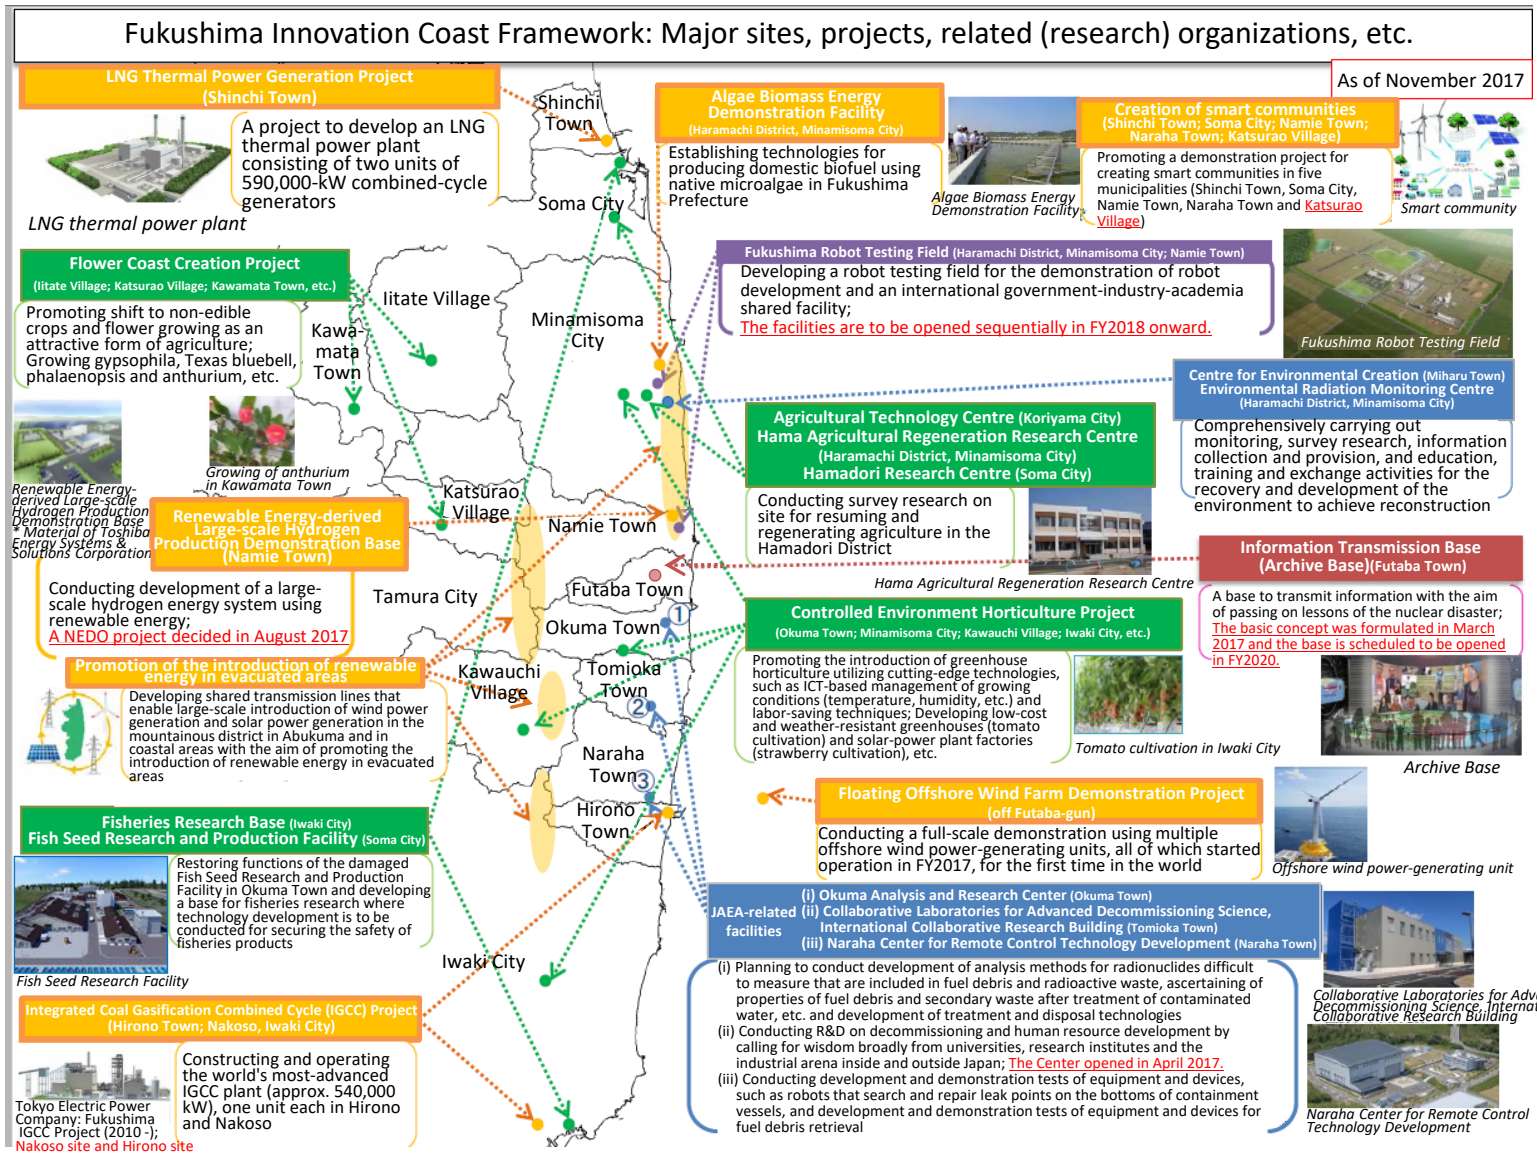 Fukushima Innovation Coast Framework: Major sites, projects, related (research) organizations, etc.
As of November 2017
LNG Thermal Power Generation Project
(Shinchi Town)
A project to develop an LNG
thermal power plant
consisting of two units of
590,000-kW combined-cycle
generators
LNG thermal power plant
Algae Biomass Energy
Demonstration Facility
(Haramachi District, Minamisoma City)
Establishing technologies for
producing domestic biofuel using
native microalgae in Fukushima
Prefecture
Algae Biomass Energy
Demonstration Facility
Creation of smart communities
(Shinchi Town; Soma City; Namie Town;
Naraha Town; Katsurao Village)
Promoting a demonstration project for
creating smart communities in five
municipalities (Shinchi Town, Soma City,
Namie Town, Naraha Town and Katsurao
Village)
Smart community
Flower Coast Creation Project
(Iitate Village; Katsurao Village; Kawamata Town, etc.)
Promoting shift to non-edible
crops and flower growing as an
attractive form of agriculture;
Growing gypsophila, Texas bluebell,
phalaenopsis and anthurium, etc.
Growing of anthurium
in Kawamata Town
Fukushima Robot Testing Field (Haramachi District, Minamisoma City; Namie Town)
Developing a robot testing field for the demonstration of robot
development and an international government-industry-academia
shared facility;
The facilities are to be opened sequentially in FY2018 onward.
Fukushima Robot Testing Field
Centre for Environmental Creation (Miharu Town)
Environmental Radiation Monitoring Centre
(Haramachi District, Minamisoma City)
Comprehensively carrying out
monitoring, survey research, information
collection and provision, and education,
training and exchange activities for the
recovery and development of the
environment to achieve reconstruction
Agricultural Technology Centre (Koriyama City)
Hama Agricultural Regeneration Research Centre
(Haramachi District, Minamisoma City)
Hamadori Research Centre (Soma City)
Conducting survey research on
site for resuming and
regenerating agriculture in the
Hamadori District
Hama Agricultural Regeneration Research Centre
Renewable Energy-
derived Large-scale
Hydrogen Production
Demonstration Base
* Material of Toshiba
Energy Systems &
Solutions Corporation
Renewable Energy-derived
Large-scale Hydrogen
Production Demonstration Base
(Namie Town)
Conducting development of a large-
scale hydrogen energy system using
renewable energy;
A NEDO project decided in August 2017
Information Transmission Base
(Archive Base)(Futaba Town)
A base to transmit information with the aim
of passing on lessons of the nuclear disaster;
The basic concept was formulated in March
2017 and the base is scheduled to be opened
in FY2020.
Archive Base
Controlled Environment Horticulture Project
(Okuma Town; Minamisoma City; Kawauchi Village; Iwaki City, etc.)
Promoting the introduction of greenhouse
horticulture utilizing cutting-edge technologies,
such as ICT-based management of growing
conditions (temperature, humidity, etc.) and
labor-saving techniques; Developing low-cost
and weather-resistant greenhouses (tomato
cultivation) and solar-power plant factories
(strawberry cultivation), etc.
Tomato cultivation in Iwaki City
Promotion of the introduction of renewable
energy in evacuated areas
Developing shared transmission lines that
enable large-scale introduction of wind power
generation and solar power generation in the
mountainous district in Abukuma and in
coastal areas with the aim of promoting the
introduction of renewable energy in evacuated
areas
Floating Offshore Wind Farm Demonstration Project
(off Futaba-gun)
Conducting a full-scale demonstration using multiple
offshore wind power-generating units, all of which started
operation in FY2017, for the first time in the world
Offshore wind power-generating unit
Fisheries Research Base (Iwaki City)
Fish Seed Research and Production Facility (Soma City)
Restoring functions of the damaged
Fish Seed Research and Production
Facility in Okuma Town and developing
a base for fisheries research where
technology development is to be
conducted for securing the safety of
fisheries products
Fish Seed Research Facility
JAEA-related
facilities
(i) Okuma Analysis and Research Center (Okuma Town)
(ii) Collaborative Laboratories for Advanced Decommissioning Science,
International Collaborative Research Building (Tomioka Town)
(iii) Naraha Center for Remote Control Technology Development (Naraha Town)
(i) Planning to conduct development of analysis methods for radionuclides difficult
to measure that are included in fuel debris and radioactive waste, ascertaining of
properties of fuel debris and secondary waste after treatment of contaminated
water, etc. and development of treatment and disposal technologies
(ii) Conducting R&D on decommissioning and human resource development by
calling for wisdom broadly from universities, research institutes and the
industrial arena inside and outside Japan; The Center opened in April 2017.
(iii) Conducting development and demonstration tests of equipment and devices,
such as robots that search and repair leak points on the bottoms of containment
vessels, and development and demonstration tests of equipment and devices for
fuel debris retrieval
Collaborative Laboratories for Adv
Decommissioning Science, Internat
Collaborative Research Building
Naraha Center for Remote Control
Technology Development
Integrated Coal Gasification Combined Cycle (IGCC) Project
(Hirono Town; Nakoso, Iwaki City)
Constructing and operating
the world's most-advanced
IGCC plant (approx. 540,000
kW), one unit each in Hirono
and Nakoso
Tokyo Electric Power
Company: Fukushima
IGCC Project (2010 -);
Nakoso site and Hirono site
Shinchi
Town
Soma City
Iitate Village
Kawa-
mata
Town
Minamisoma
City
Katsurao
Village
Namie Town
Futaba Town
Tamura City
Okuma Town
①
Kawauchi
Village
Tomioka
Town
②
Naraha
Town
③
Hirono
Town
Iwaki City